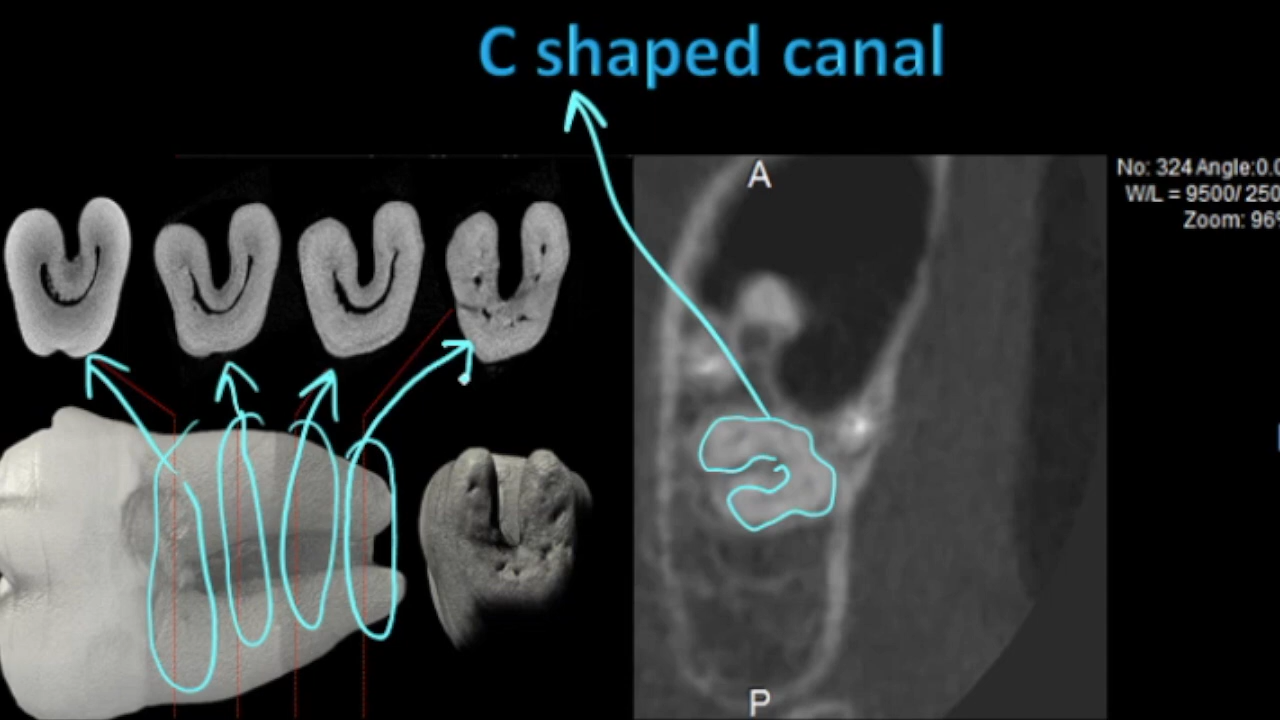 C shaped canal
A
No: 324 Angle:0.0
W/L = 9500/ 250
Zoom: 96%
P